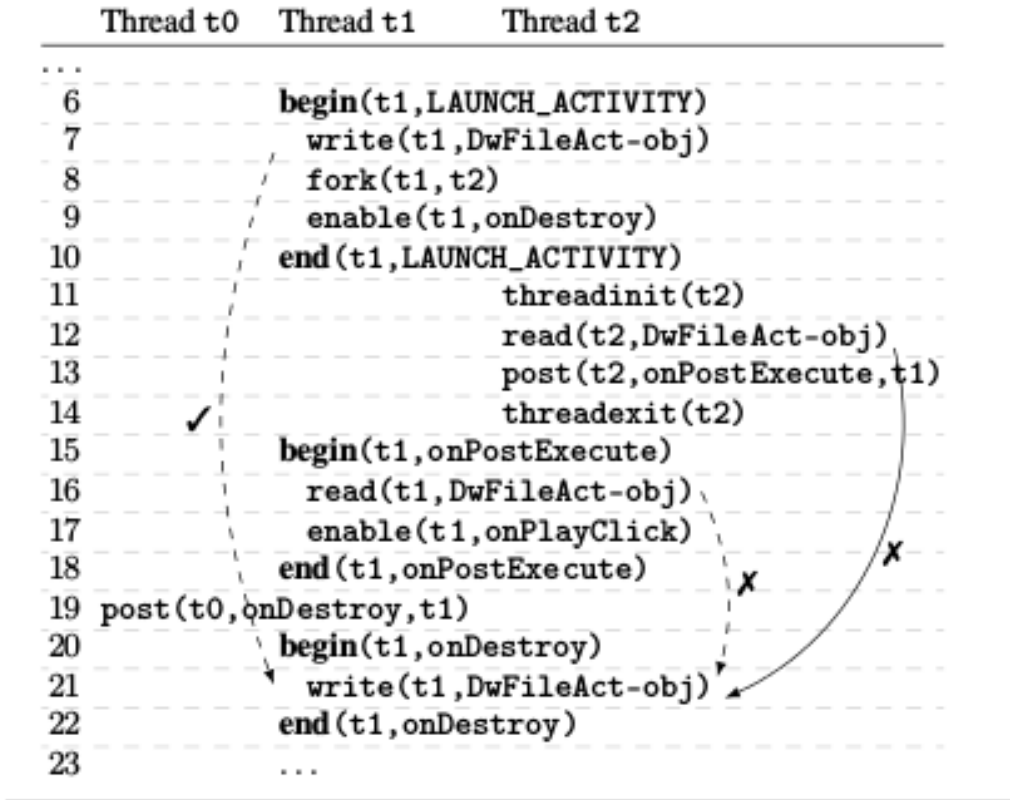 Thread t0 Thread t1 Thread t2
...
6 begin(t1,LAUNCH_ACTIVITY)
7 write(t1,DwFileAct-obj)
8 fork(t1,t2)
9 enable(t1,onDestroy)
10 end(t1,LAUNCH_ACTIVITY)
11 threadinit(t2)
12 read(t2,DwFileAct-obj)
13 post(t2,onPostExecute,t1)
14 threadexit(t2)
✓
15 begin(t1,onPostExecute)
16 read(t1,DwFileAct-obj)
17 enable(t1,onPlayClick)
✗
18 end(t1,onPostExecute)
✗
19 post(t0,onDestroy,t1)
20 begin(t1,onDestroy)
21 write(t1,DwFileAct-obj)
22 end(t1,onDestroy)
23 ...